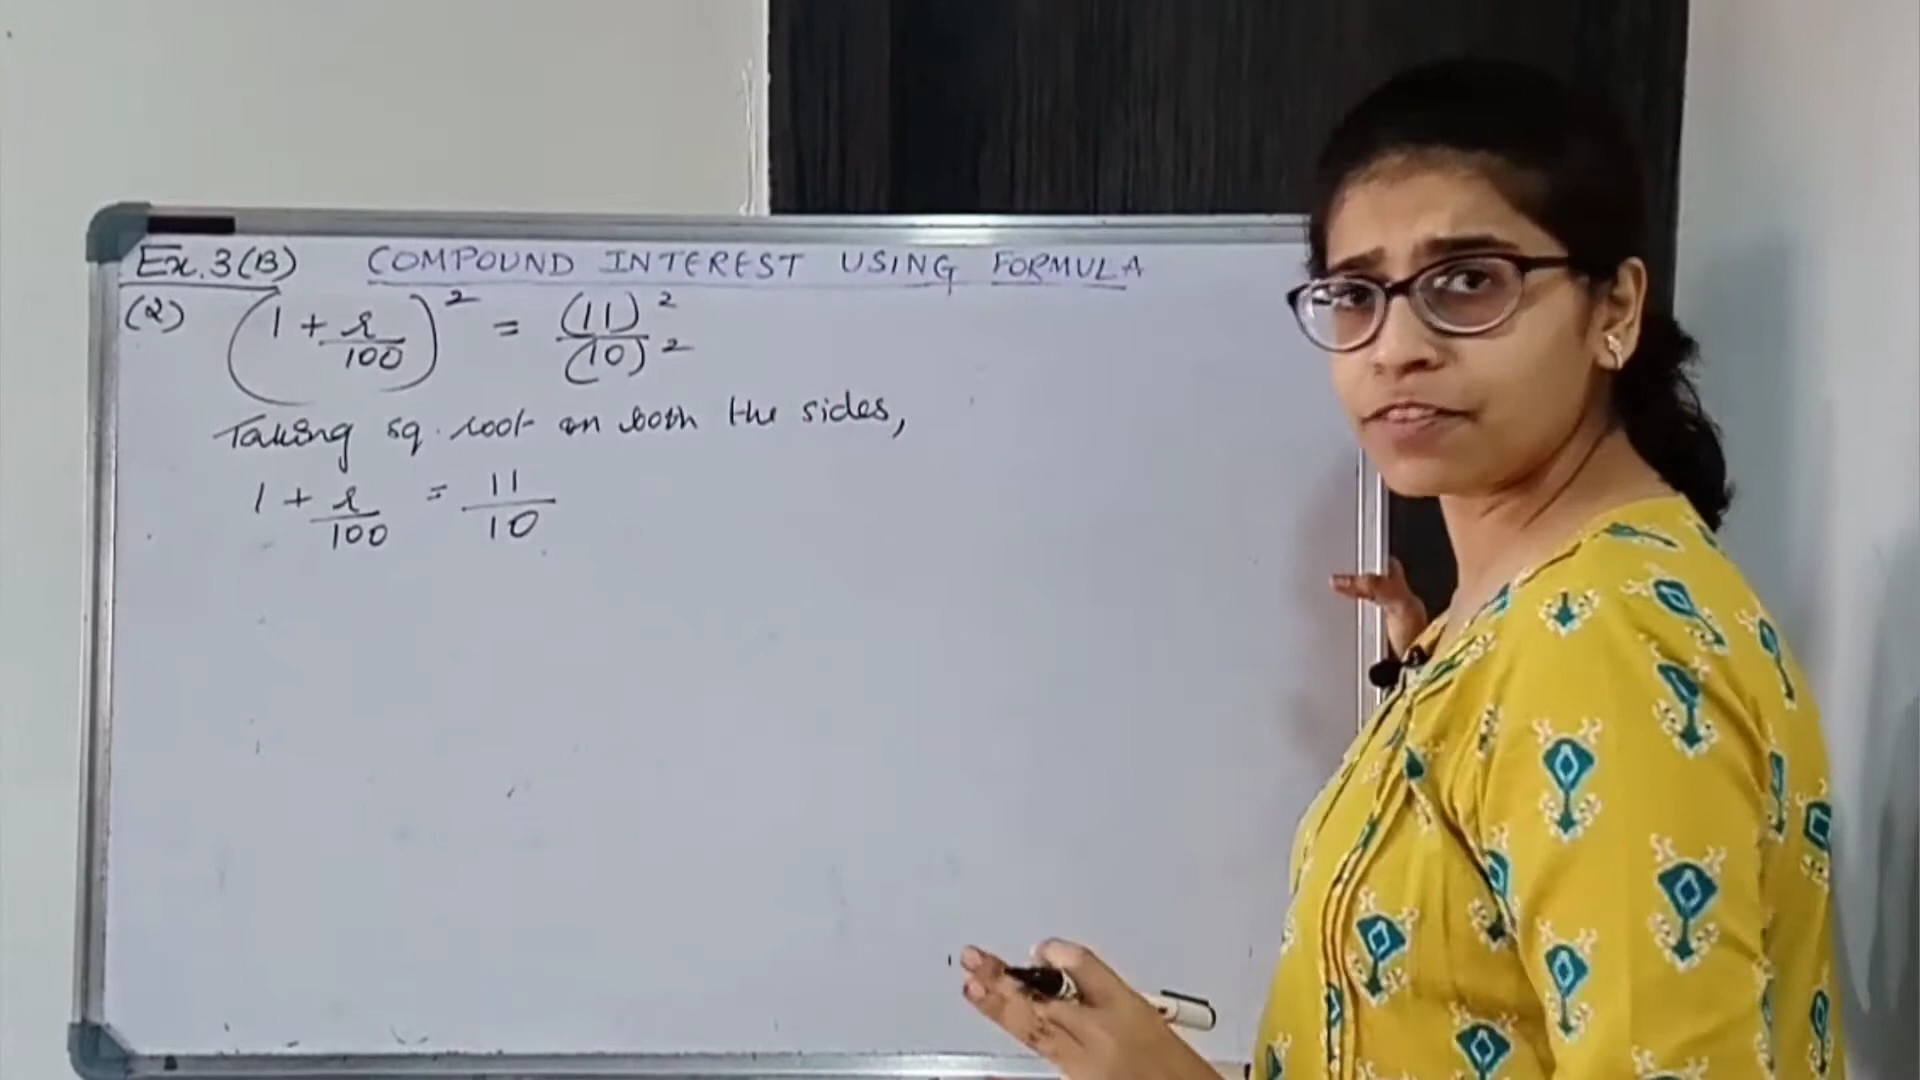 Ex. 3(B) COMPOUND INTEREST USING FORMULA
(2) (1 + r/100)² = (11)²/(10)²
Taking sq. root on both the sides,
1 + r/100 = 11/10